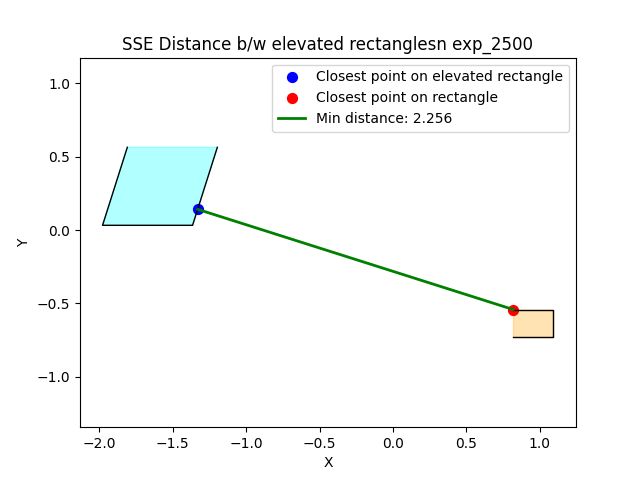 SSE Distance b/w elevated rectanglesn exp_2500
Closest point on elevated rectangle
Closest point on rectangle
Min distance: 2.256
1.0
0.5
0.0
−0.5
−1.0
Y
−2.0 −1.5 −1.0 −0.5 0.0 0.5 1.0
X